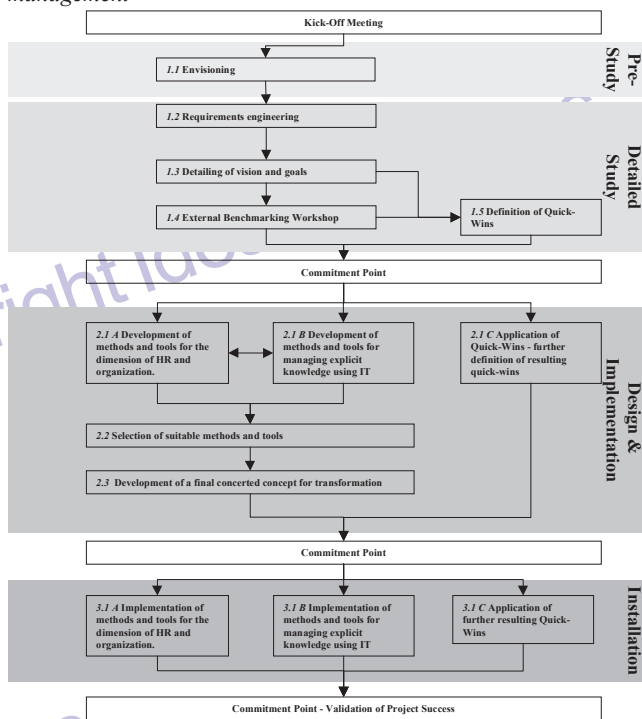 management
Kick-Off Meeting
Pre-
Study
1.1 Envisioning
1.2 Requirements engineering
Detailed
Study
1.3 Detailing of vision and goals
1.4 External Benchmarking Workshop
1.5 Definition of Quick-
Wins
Commitment Point
2.1 A Development of
methods and tools for the
dimension of HR and
organization.
2.1 B Development of
methods and tools for
managing explicit
knowledge using IT
2.1 C Application of
Quick-Wins - further
definition of resulting
quick-wins
Design &
Implementation
2.2 Selection of suitable methods and tools
2.3 Development of a final concerted concept for transformation
Commitment Point
3.1 A Implementation of
methods and tools for the
dimension of HR and
organization.
3.1 B Implementation of
methods and tools for
managing explicit
knowledge using IT
3.1 C Application of
further resulting Quick-
Wins
Installation
Commitment Point - Validation of Project Success